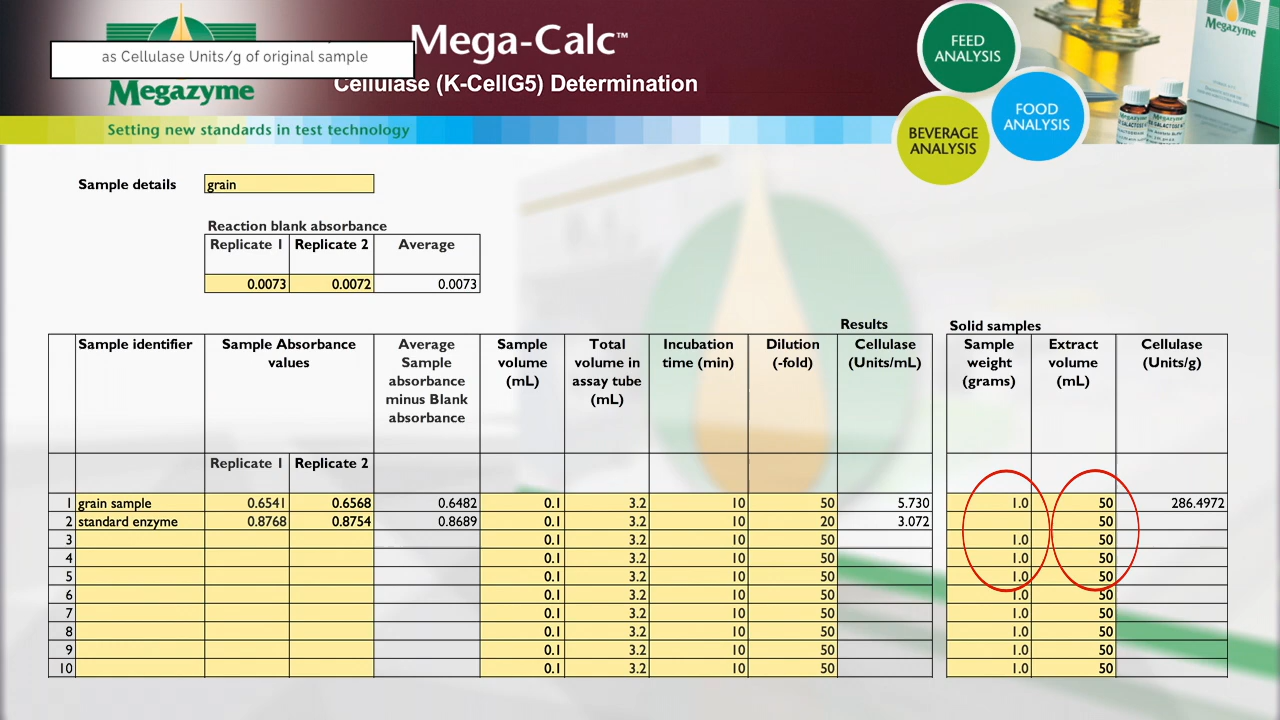 Mega-Calc™
as Cellulase Units/g of original sample
Cellulase (K-CellG5) Determination
Megazyme
Setting new standards in test technology
FEED
ANALYSIS
FOOD
ANALYSIS
BEVERAGE
ANALYSIS
Megazyme
Sample details grain
Reaction blank absorbance
Replicate 1 Replicate 2 Average
0.0073 0.0072 0.0073
Results Solid samples
Sample identifier Sample Absorbance Average Sample Total Incubation Dilution Cellulase Sample Extract Cellulase
values Sample volume volume in time (min) (-fold) (Units/mL) weight volume (Units/g)
absorbance (mL) assay tube (grams) (mL)
minus Blank (mL)
absorbance
Replicate 1 Replicate 2
1 grain sample 0.6541 0.6568 0.6482 0.1 3.2 10 50 5.730 1.0 50 286.4972
2 standard enzyme 0.8768 0.8754 0.8689 0.1 3.2 10 20 3.072 50
3 0.1 3.2 10 50 1.0 50
4 0.1 3.2 10 50 1.0 50
5 0.1 3.2 10 50 1.0 50
6 0.1 3.2 10 50 1.0 50
7 0.1 3.2 10 50 1.0 50
8 0.1 3.2 10 50 1.0 50
9 0.1 3.2 10 50 1.0 50
10 0.1 3.2 10 50 1.0 50